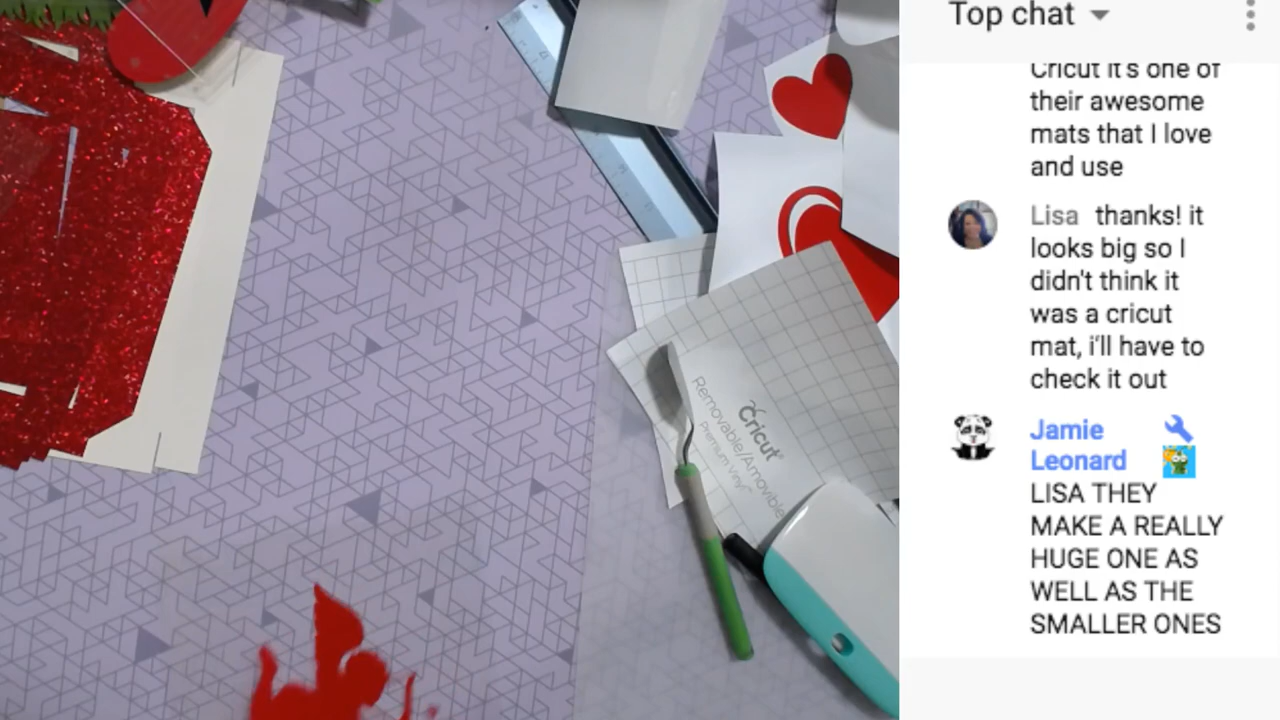 Top chat
Cricut it's one of
their awesome
mats that I love
and use
Lisa thanks! it
looks big so I
didn't think it
was a cricut
mat, i'll have to
check it out
Jamie
Leonard
LISA THEY
MAKE A REALLY
HUGE ONE AS
WELL AS THE
SMALLER ONES
Cricut
Removable/Amovible
Premium Vinyl™